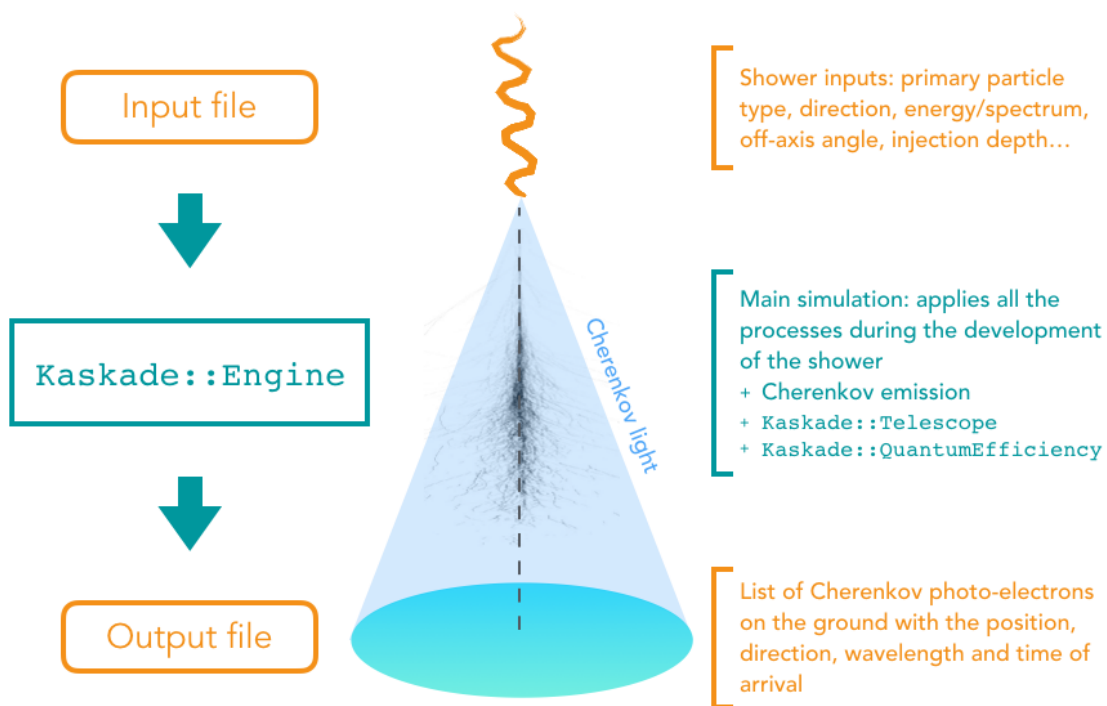 Input file
Shower inputs: primary particle
type, direction, energy/spectrum,
off-axis angle, injection depth...
Kaskade::Engine
Cherenkov light
Main simulation: applies all the
processes during the development
of the shower
+ Cherenkov emission
+ Kaskade::Telescope
+ Kaskade::QuantumEfficiency
Output file
List of Cherenkov photo-electrons
on the ground with the position,
direction, wavelength and time of
arrival